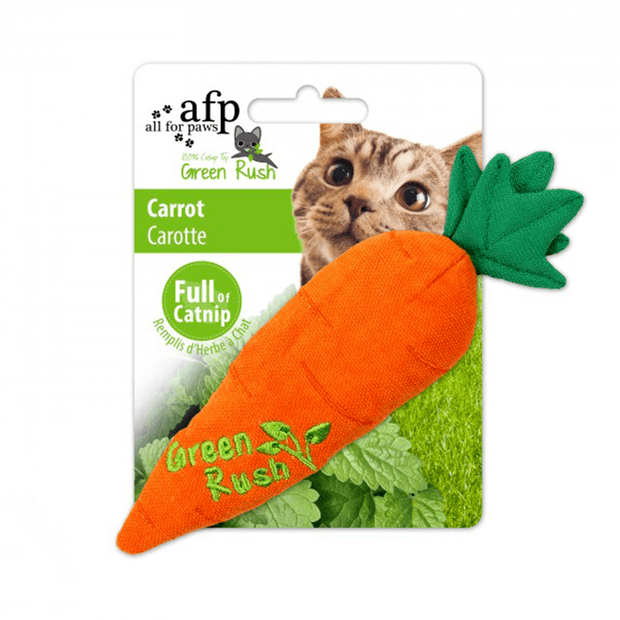 afp
all for paws
100% Catnip Toy
Green Rush
Carrot
Carotte
Full Of
Catnip
Remplis d'Herbe à Chat
Green
Rush